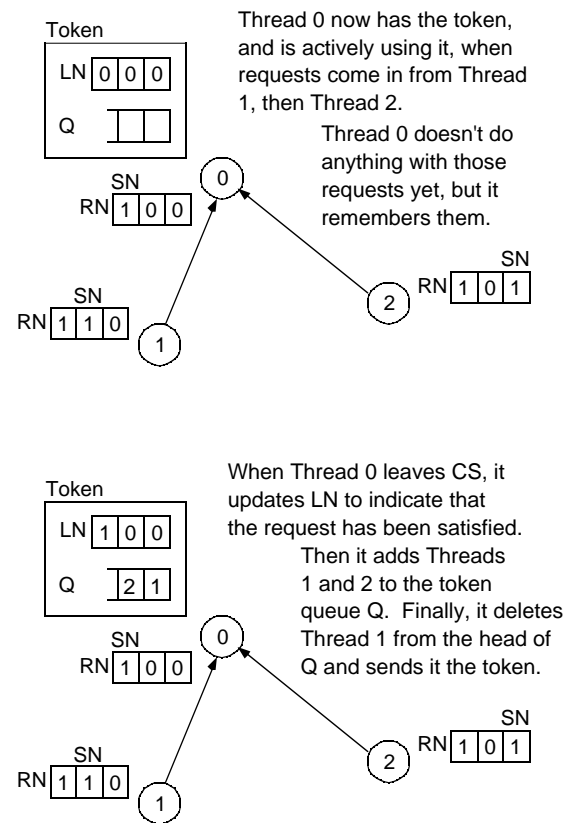 Token
LN 0 0 0
Q
Thread 0 now has the token,
and is actively using it, when
requests come in from Thread
1, then Thread 2.
Thread 0 doesn't do
anything with those
requests yet, but it
remembers them.
SN
RN 1 0 0
0
SN
RN 1 0 1
2
SN
RN 1 1 0
1
When Thread 0 leaves CS, it
updates LN to indicate that
the request has been satisfied.
Then it adds Threads
1 and 2 to the token
queue Q. Finally, it deletes
Thread 1 from the head of
Q and sends it the token.
Token
LN 1 0 0
Q 2 1
SN
RN 1 0 0
0
SN
RN 1 0 1
2
SN
RN 1 1 0
1